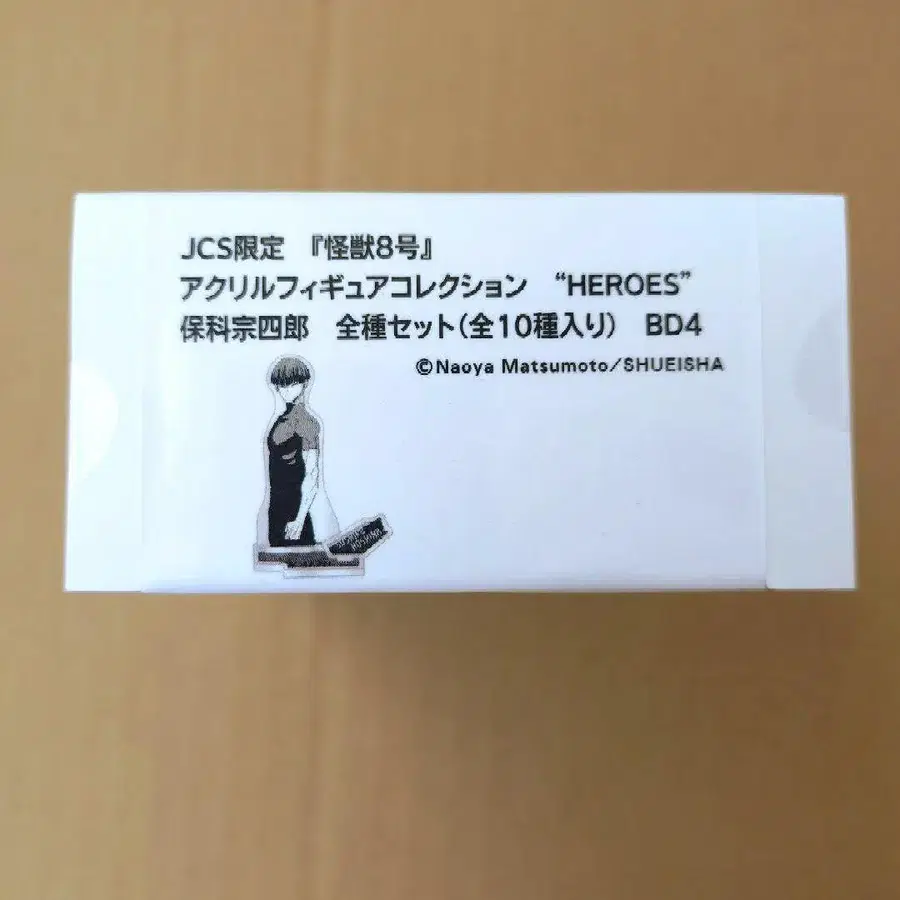 JCS限定　『怪獣8号』
アクリルフィギュアコレクション　“HEROES”
保科宗四郎　全種セット（全10種入り）　BD4
©Naoya Matsumoto/SHUEISHA